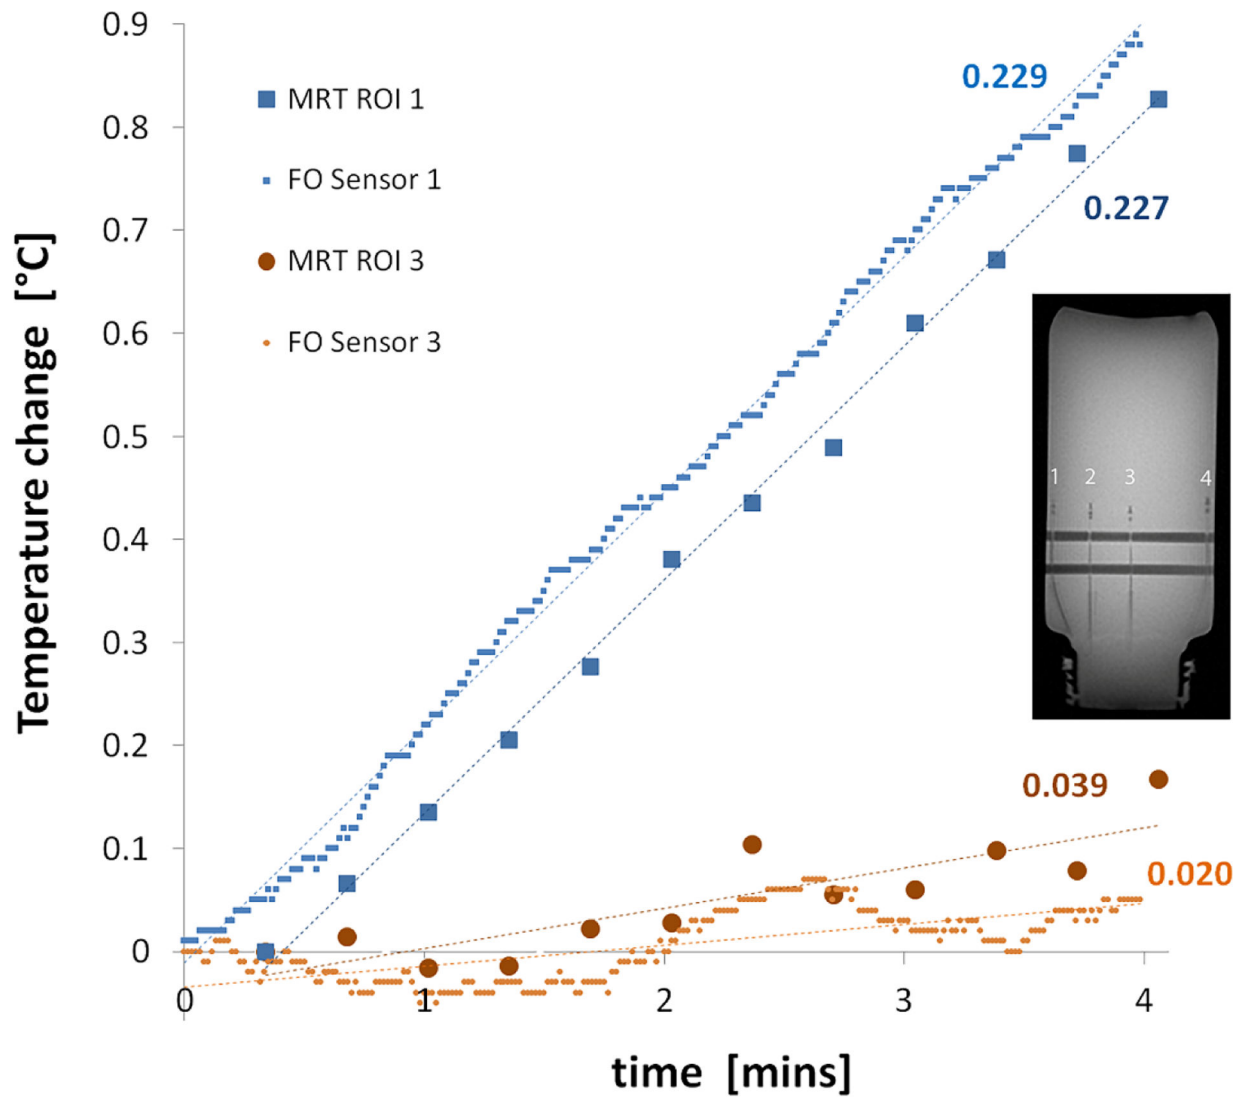 0.9
0.8
0.7
0.6
0.5
0.4
0.3
0.2
0.1
0
Temperature change [°C]
MRT ROI 1
FO Sensor 1
MRT ROI 3
FO Sensor 3
0.229
0.227
1 2 3 4
0.039
0.020
0 1 2 3 4
time [mins]